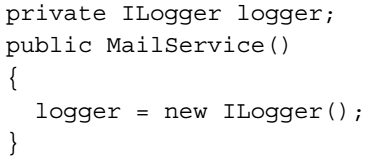 private ILogger logger;
public MailService()
{
  logger = new ILogger();
}